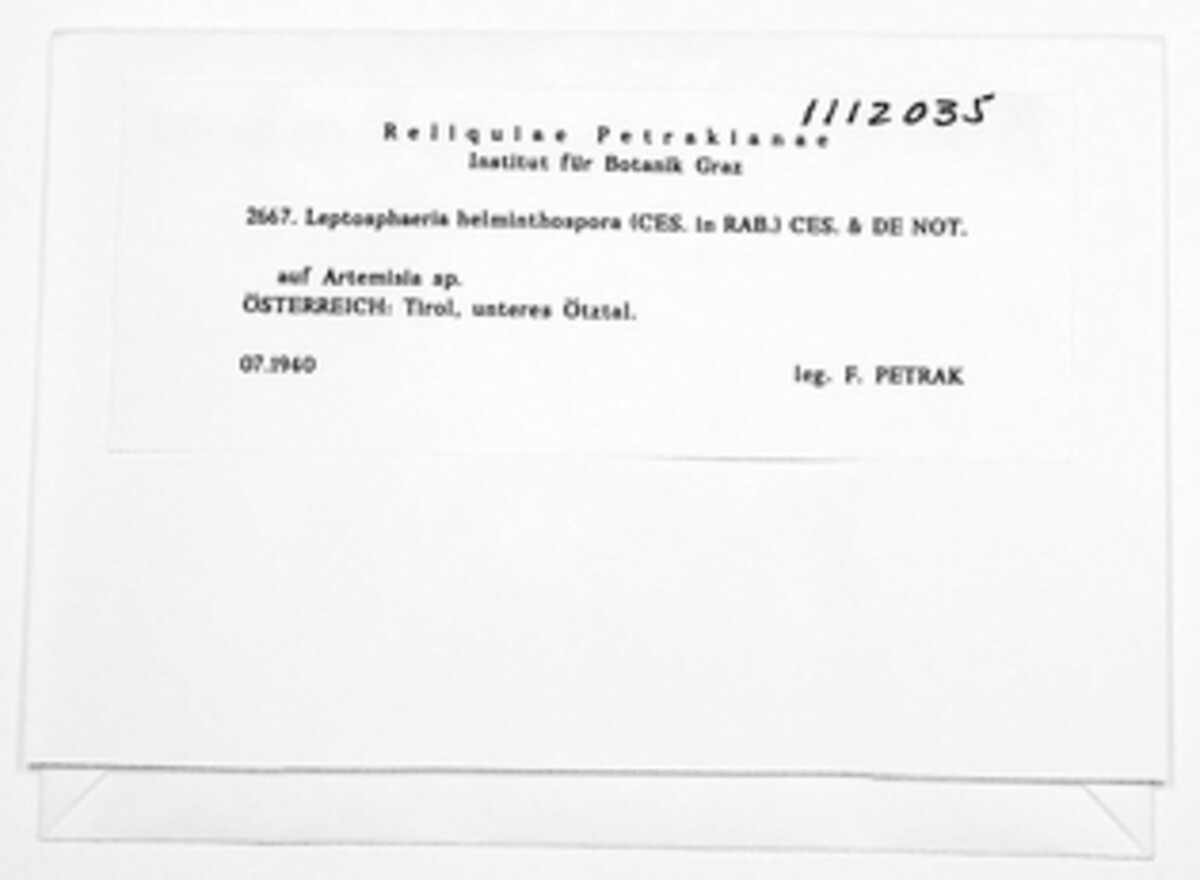 1112035
Reliquiae Petrakianae
Institut für Botanik Graz
2667. Leptosphaeria helminthospora (CES. in RAB.) CES. & DE NOT.
auf Artemisia sp.
ÖSTERREICH: Tirol, unteres Ötztal.
07.1940
leg. F. PETRAK